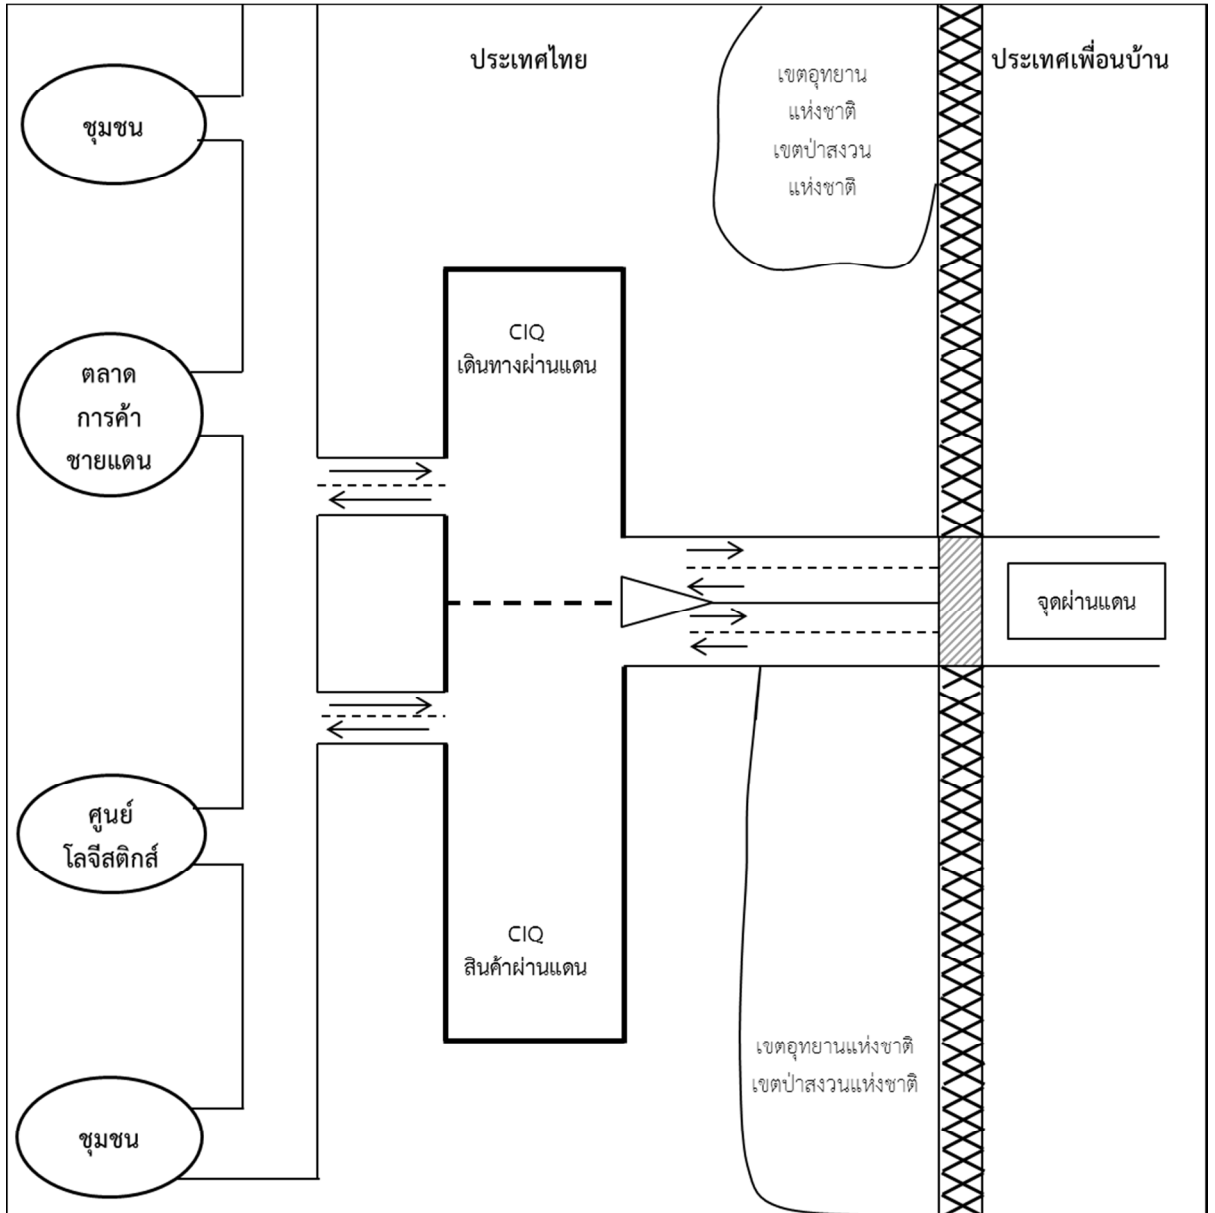 ประเทศไทย
ประเทศเพื่อนบ้าน
เขตอุทยาน
แห่งชาติ
เขตป่าสงวน
แห่งชาติ
ชุมชน
CIQ
เดินทางผ่านแดน
ตลาด
การค้า
ชายแดน
จุดผ่านแดน
ศูนย์
โลจีสติกส์
CIQ
สินค้าผ่านแดน
เขตอุทยานแห่งชาติ
เขตป่าสงวนแห่งชาติ
ชุมชน